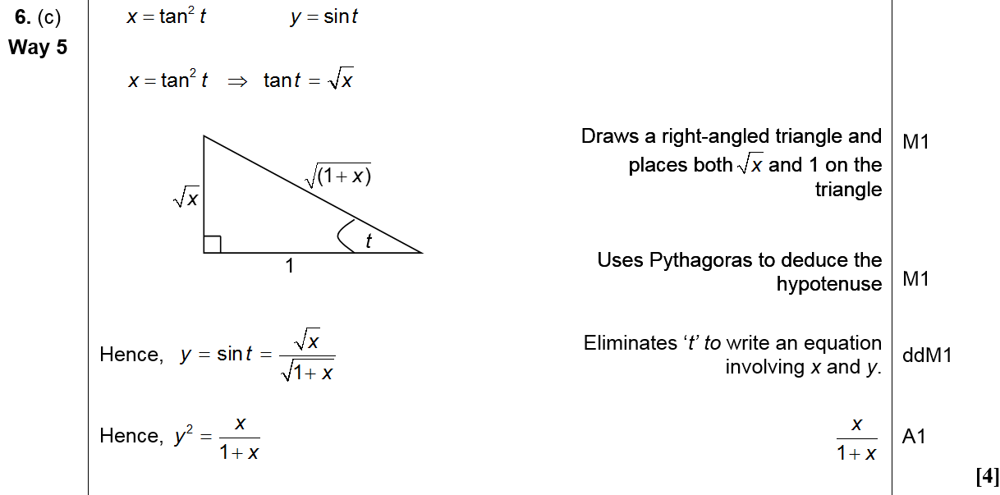 6. (c) x = tan² t y = sin t
Way 5
x = tan² t ⇒ tan t = √x
Draws a right-angled triangle and M1
places both √x and 1 on the
triangle
√(1 + x)
√x
t
1
Uses Pythagoras to deduce the
hypotenuse M1
Hence, y = sin t = √x / √1 + x
Eliminates ‘t’ to write an equation
involving x and y. ddM1
Hence, y² = x / 1 + x
x / 1 + x A1
[4]